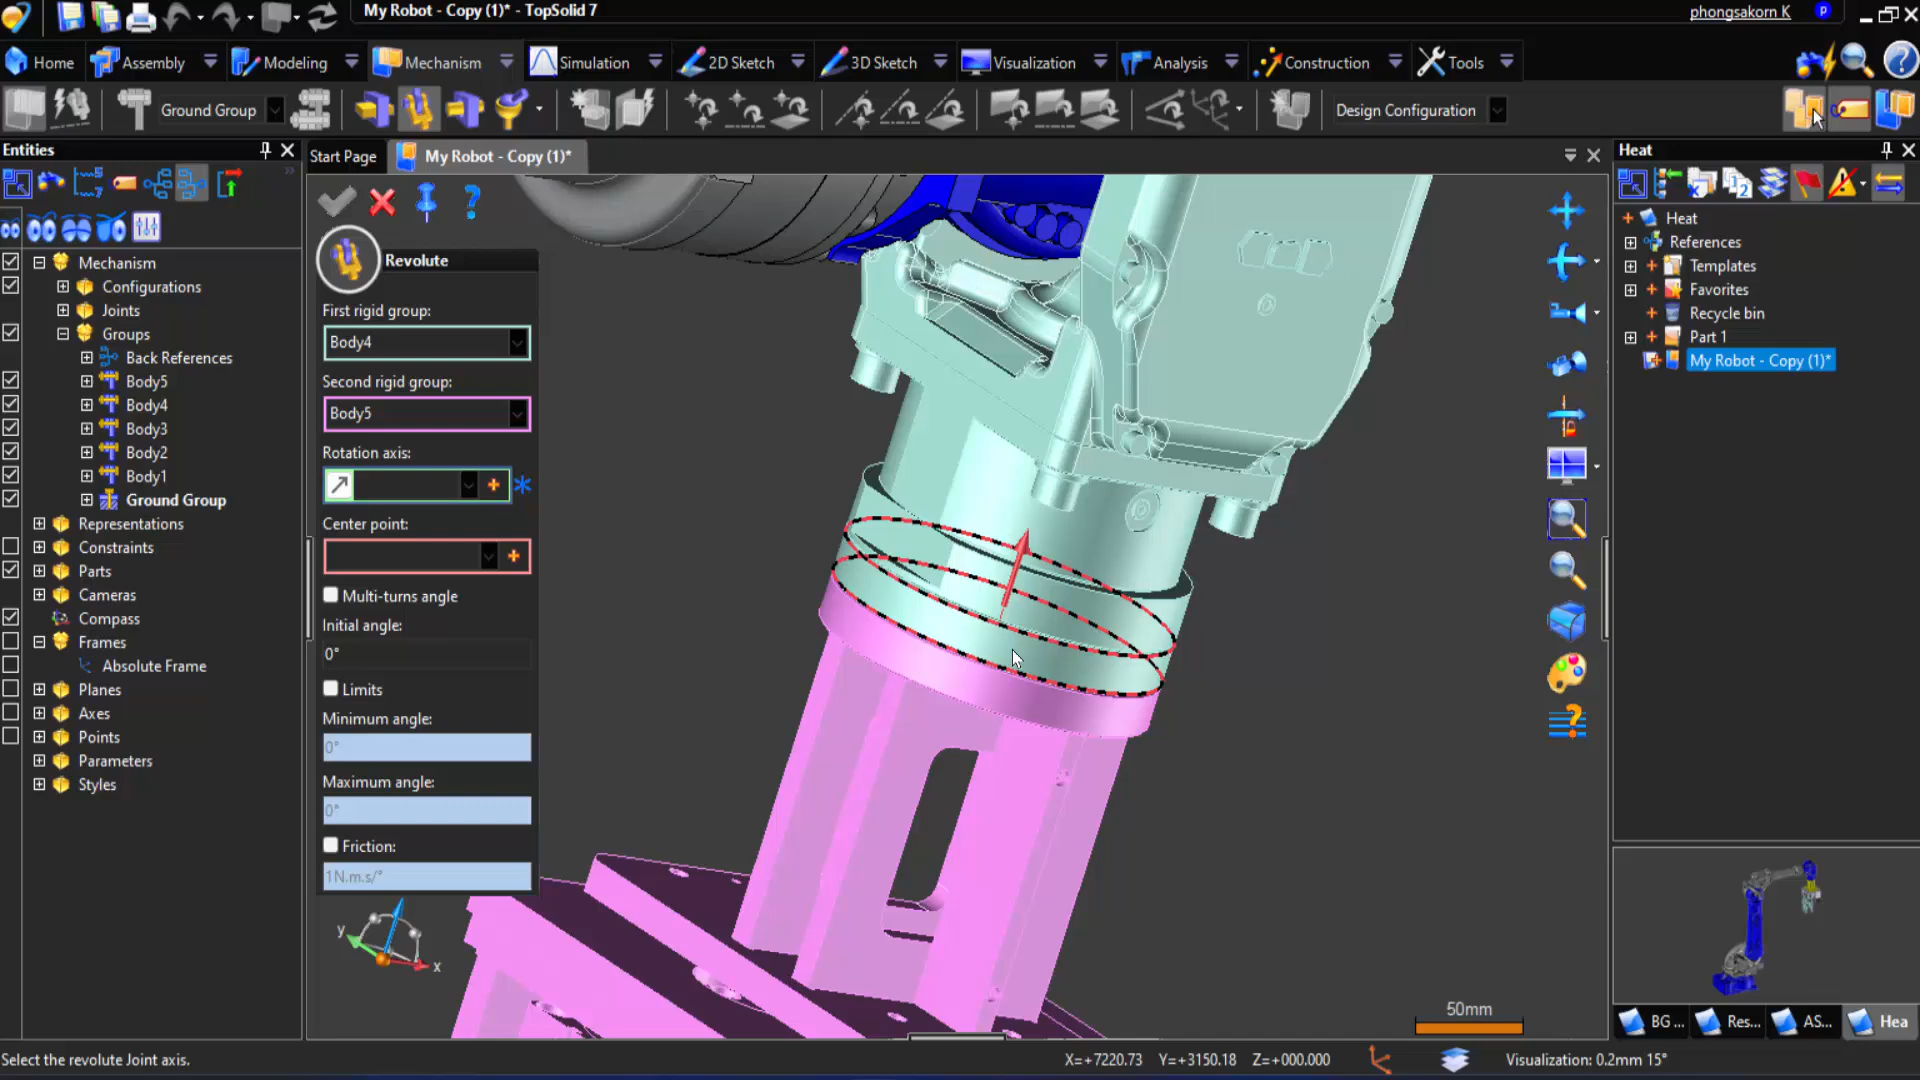 My Robot - Copy (1)* - TopSolid 7
phongsakorn K
p
Home
Assembly
Modeling
Mechanism
Simulation
2D Sketch
3D Sketch
Visualization
Analysis
Construction
Tools
Ground Group
Design Configuration
Entities
Mechanism
Configurations
Joints
Groups
Back References
Body5
Body4
Body3
Body2
Body1
Ground Group
Representations
Constraints
Parts
Cameras
Compass
Frames
Absolute Frame
Planes
Axes
Points
Parameters
Styles
Start Page
My Robot - Copy (1)*
Revolute
First rigid group:
Body4
Second rigid group:
Body5
Rotation axis:
Center point:
Multi-turns angle
Initial angle:
0°
Limits
Minimum angle:
0°
Maximum angle:
0°
Friction:
1N.m.s/°
y
x
50mm
Heat
Heat
References
Templates
Favorites
Recycle bin
Part 1
My Robot - Copy (1)*
BG ...
Res...
AS...
Hea
Select the revolute Joint axis.
X=+7220.73 Y=+3150.18 Z=+000.000
Visualization: 0.2mm 15°